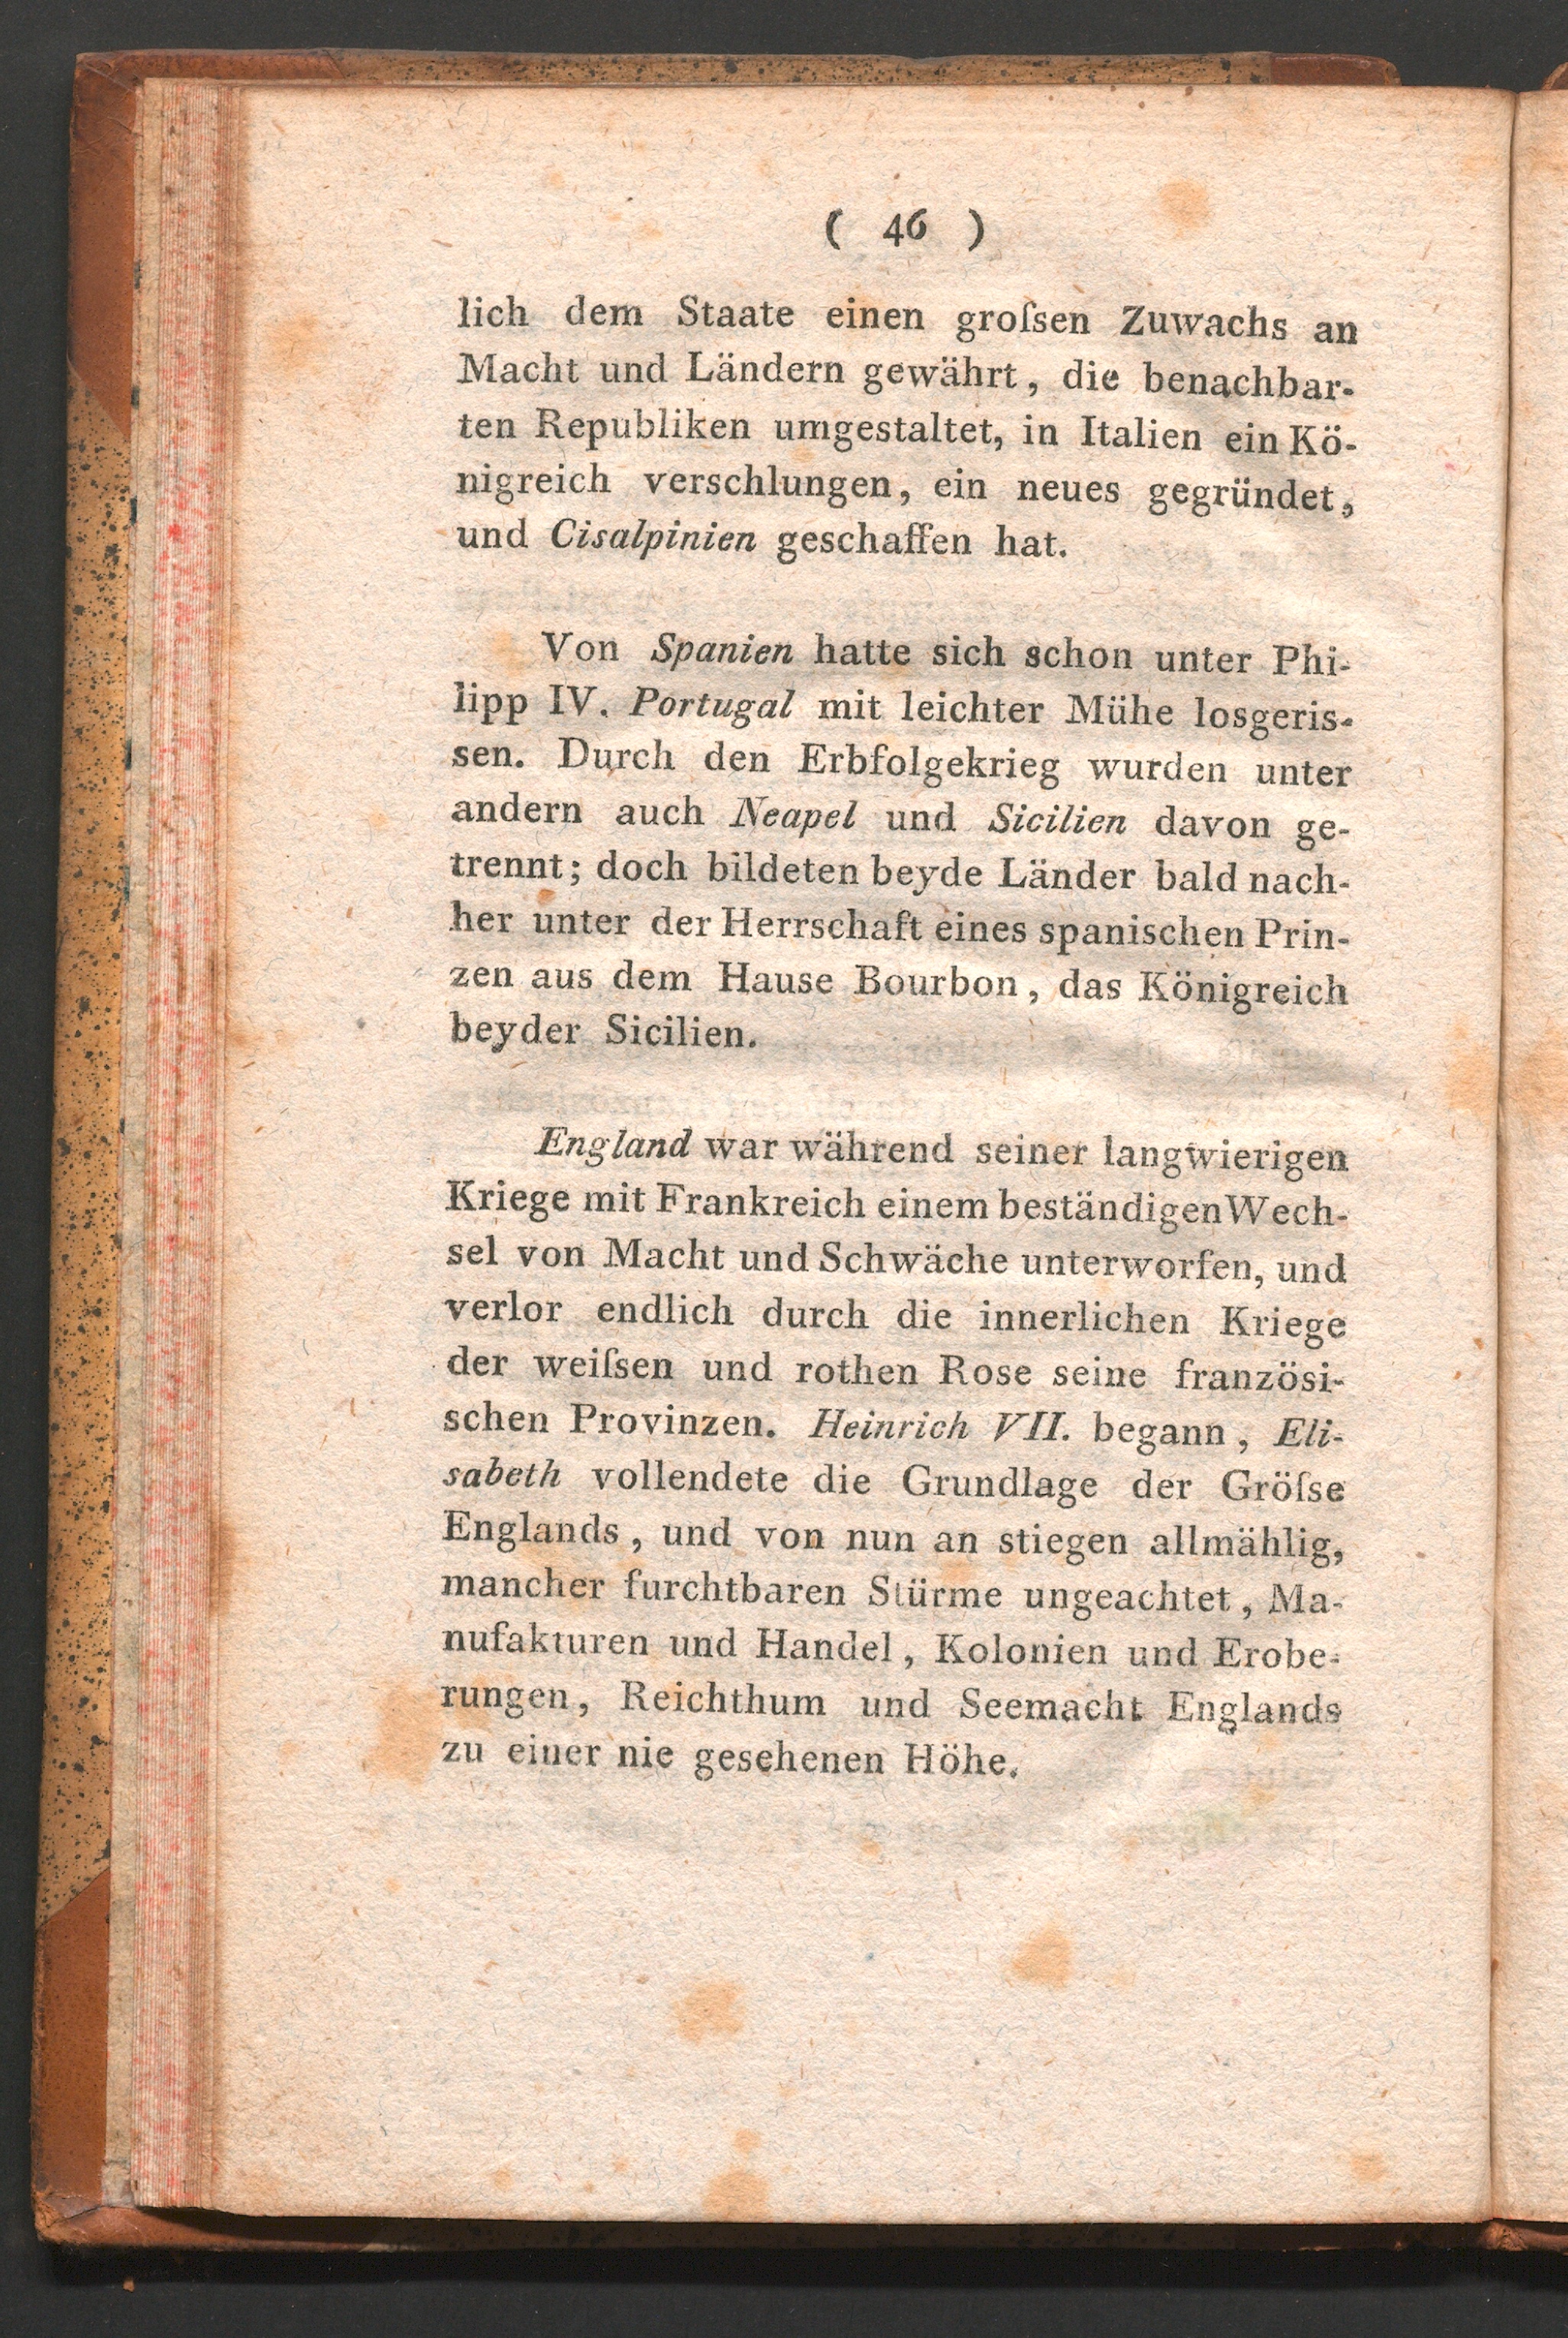 ( 46 )
lich dem Staate einen groſsen Zuwachs an
Macht und Ländern gewährt, die benachbar-
ten Republiken umgestaltet, in Italien ein Kö-
nigreich verschlungen, ein neues gegründet,
und Cisalpinien geschaffen hat.
Von Spanien hatte sich schon unter Phi-
lipp IV. Portugal mit leichter Mühe losgeris-
sen. Durch den Erbfolgekrieg wurden unter
andern auch Neapel und Sicilien davon ge-
trennt; doch bildeten beyde Länder bald nach-
her unter der Herrschaft eines spanischen Prin-
zen aus dem Hause Bourbon, das Königreich
beyder Sicilien.
England war während seiner langwierigen
Kriege mit Frankreich einem beständigen Wech-
sel von Macht und Schwäche unterworfen, und
verlor endlich durch die innerlichen Kriege
der weiſsen und rothen Rose seine französi-
schen Provinzen. Heinrich VII. begann, Eli-
sabeth vollendete die Grundlage der Gröſse
Englands, und von nun an stiegen allmählig,
mancher furchtbaren Stürme ungeachtet, Ma-
nufakturen und Handel, Kolonien und Erobe-
rungen, Reichthum und Seemacht Englands
zu einer nie gesehenen Höhe.